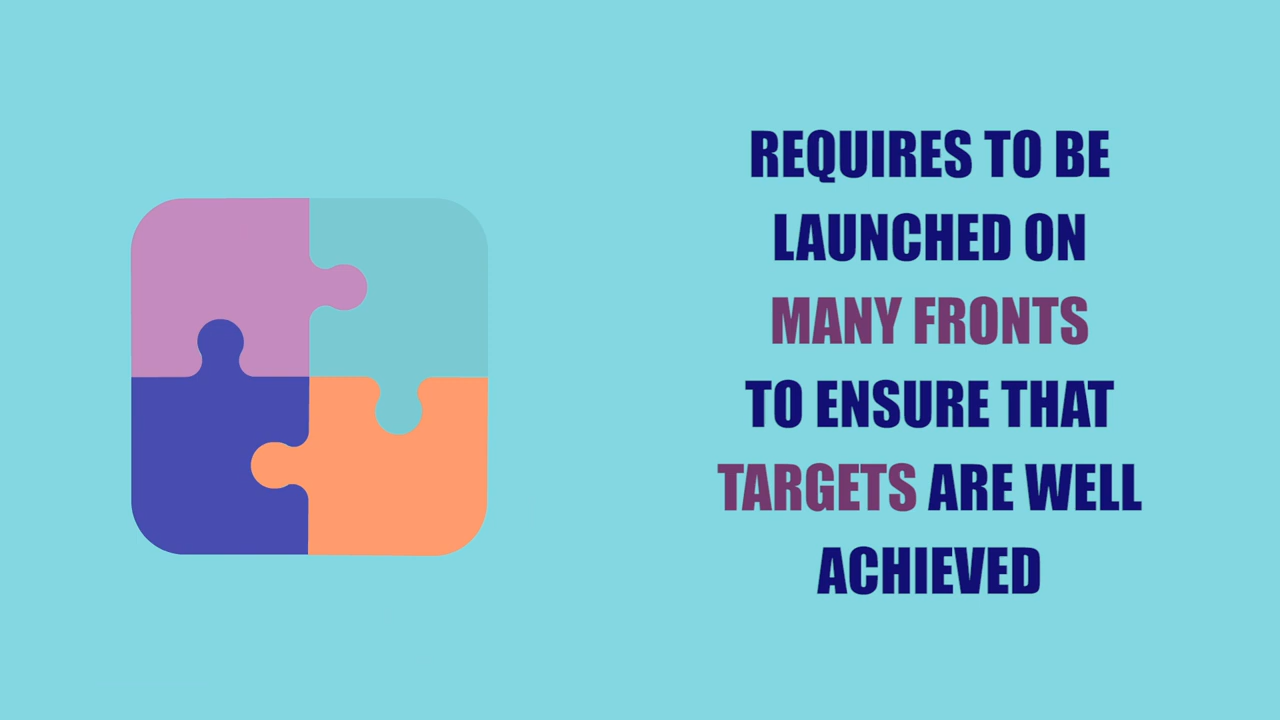 REQUIRES TO BE
LAUNCHED ON
MANY FRONTS
TO ENSURE THAT
TARGETS ARE WELL
ACHIEVED